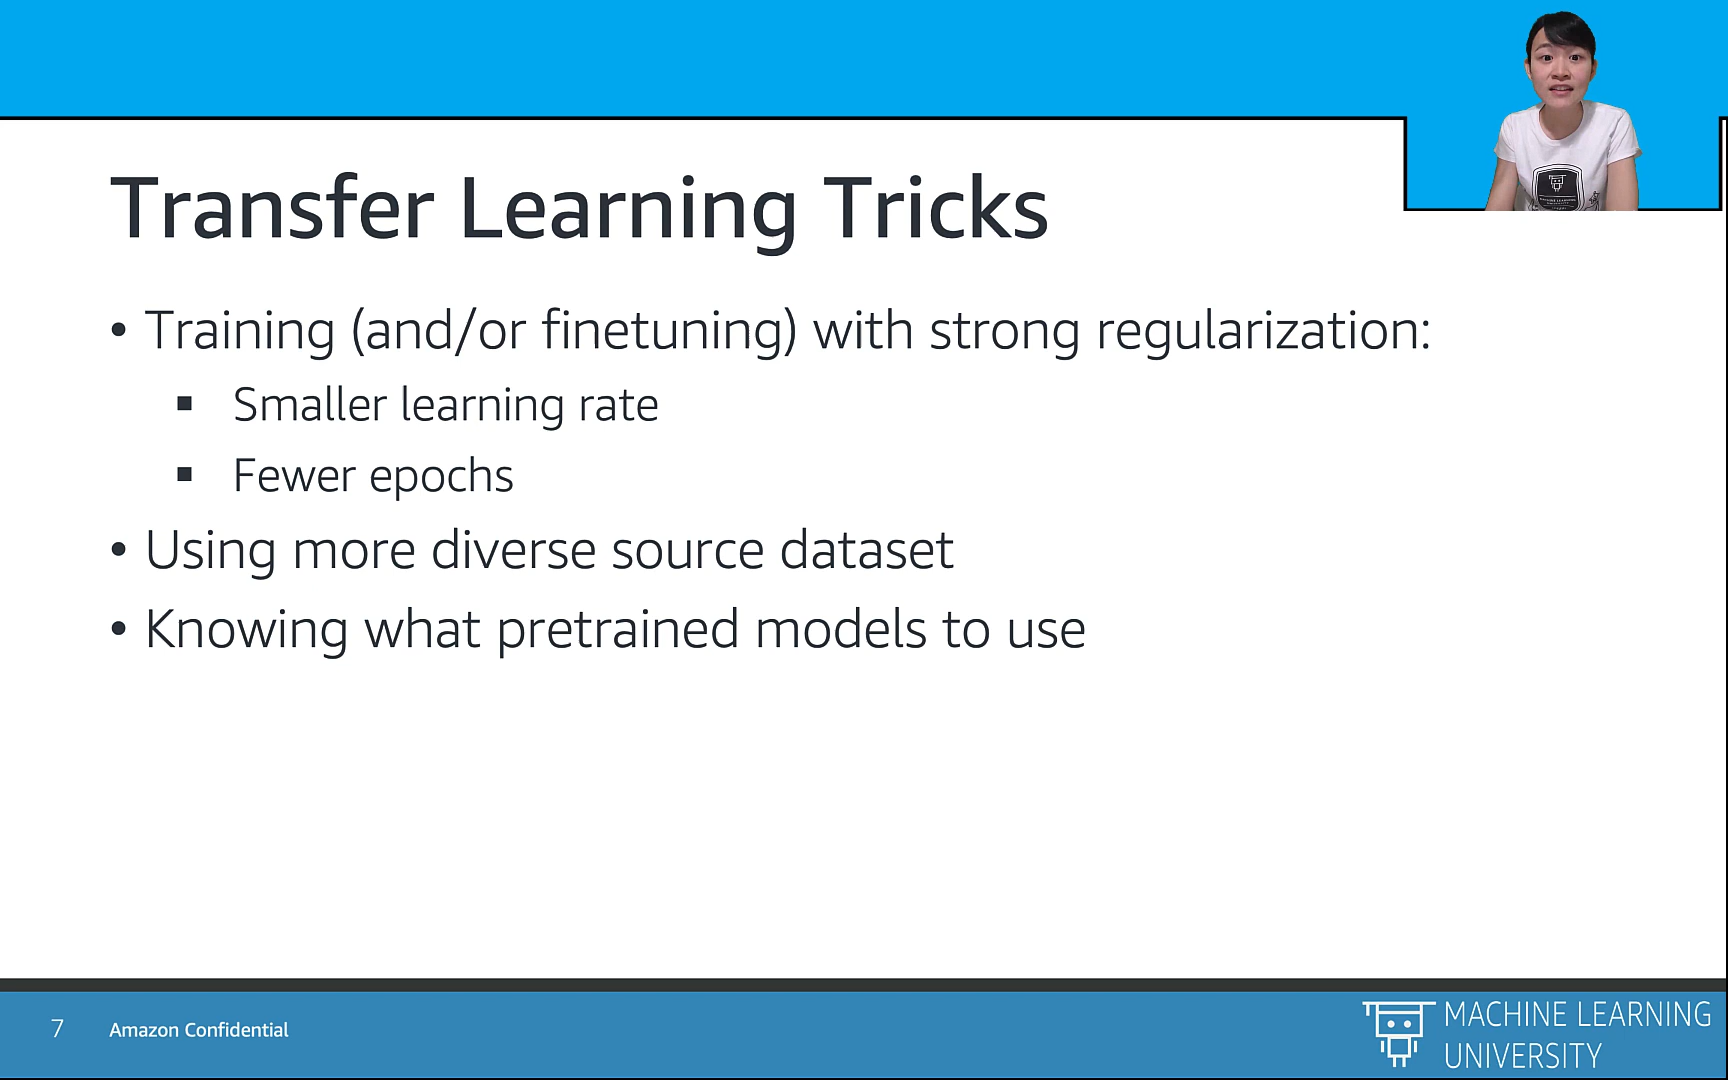 Transfer Learning Tricks
• Training (and/or finetuning) with strong regularization:
▪ Smaller learning rate
▪ Fewer epochs
• Using more diverse source dataset
• Knowing what pretrained models to use
7 Amazon Confidential
MACHINE LEARNING
UNIVERSITY